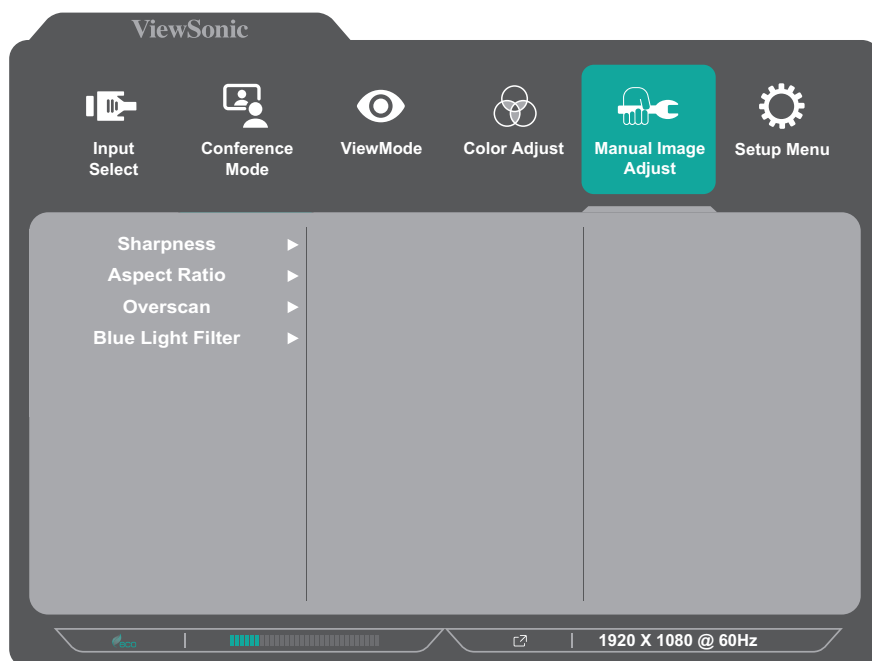 ViewSonic
Input
Select
Conference
Mode
ViewMode
Color Adjust
Manual Image
Adjust
Setup Menu
Sharpness
Aspect Ratio
Overscan
Blue Light Filter
eco
1920 X 1080 @ 60Hz